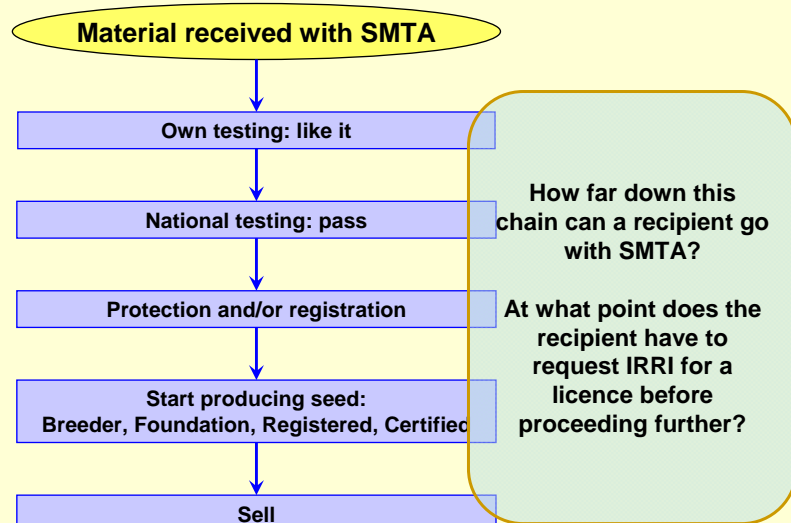 Material received with SMTA
Own testing: like it
National testing: pass
Protection and/or registration
Start producing seed:
Breeder, Foundation, Registered, Certified
Sell
How far down this
chain can a recipient go
with SMTA?
At what point does the
recipient have to
request IRRI for a
licence before
proceeding further?